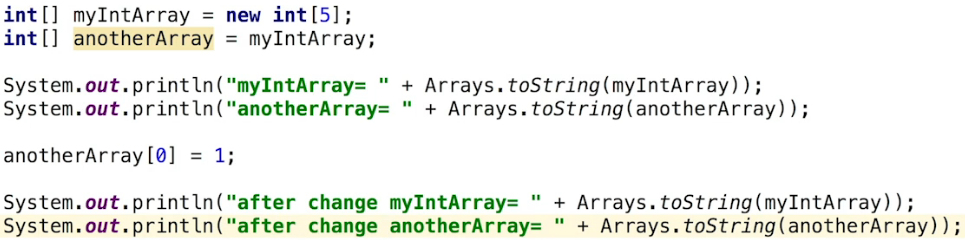 int[] myIntArray = new int[5];
int[] anotherArray = myIntArray;
System.out.println("myIntArray= " + Arrays.toString(myIntArray));
System.out.println("anotherArray= " + Arrays.toString(anotherArray));
anotherArray[0] = 1;
System.out.println("after change myIntArray= " + Arrays.toString(myIntArray));
System.out.println("after change anotherArray= " + Arrays.toString(anotherArray));